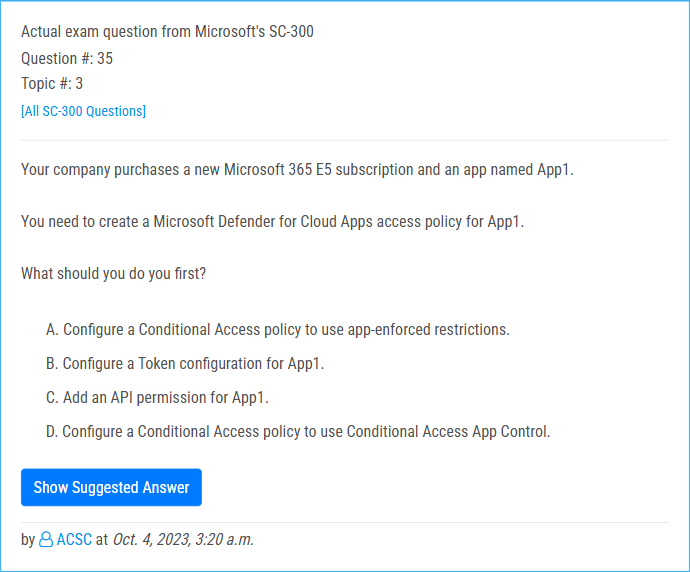 Actual exam question from Microsoft's SC-300
Question #: 35
Topic #: 3
[All SC-300 Questions]
Your company purchases a new Microsoft 365 E5 subscription and an app named App1.
You need to create a Microsoft Defender for Cloud Apps access policy for App1.
What should you do you first?
A. Configure a Conditional Access policy to use app-enforced restrictions.
B. Configure a Token configuration for App1.
C. Add an API permission for App1.
D. Configure a Conditional Access policy to use Conditional Access App Control.
Show Suggested Answer
by ACSC at Oct. 4, 2023, 3:20 a.m.